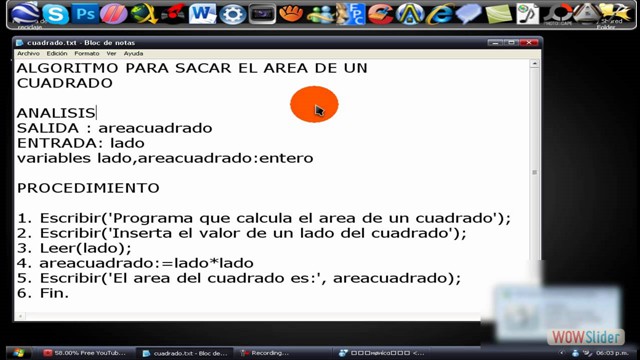 Shared
Folder
reciclaje
cuadrado.txt - Bloc de notas
Archivo Edición Formato Ver Ayuda
ALGORITMO PARA SACAR EL AREA DE UN
CUADRADO
ANALISIS
SALIDA : areacuadrado
ENTRADA: lado
variables lado,areacuadrado:entero
PROCEDIMIENTO
1. Escribir('Programa que calcula el area de un cuadrado');
2. Escribir('Inserta el valor de un lado del cuadrado');
3. Leer(lado);
4. areacuadrado:=lado*lado
5. Escribir('El area del cuadrado es:', areacuadrado);
6. Fin.
WOWSlider
58.00% Free YouTub...
cuadrado.txt - Bloc de...
Recording...
06:03 p.m.